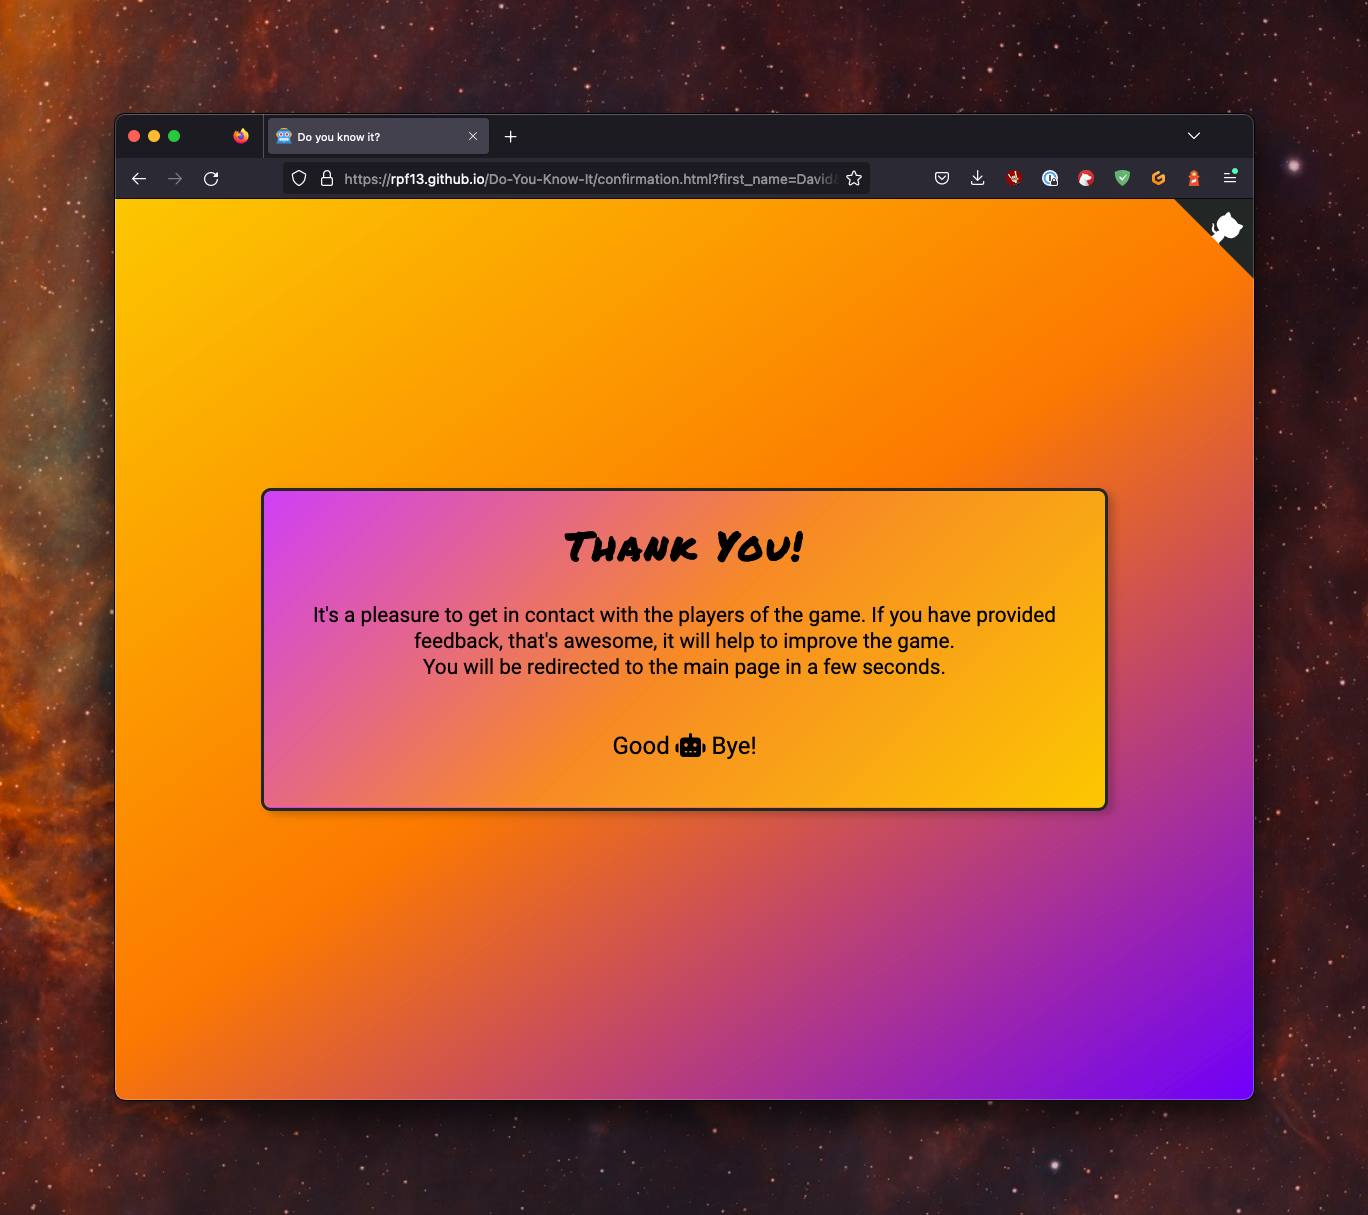 Do you know it?
https://rpf13.github.io/Do-You-Know-It/confirmation.html?first_name=David
Thank You!
It's a pleasure to get in contact with the players of the game. If you have provided
feedback, that's awesome, it will help to improve the game.
You will be redirected to the main page in a few seconds.
Good Bye!